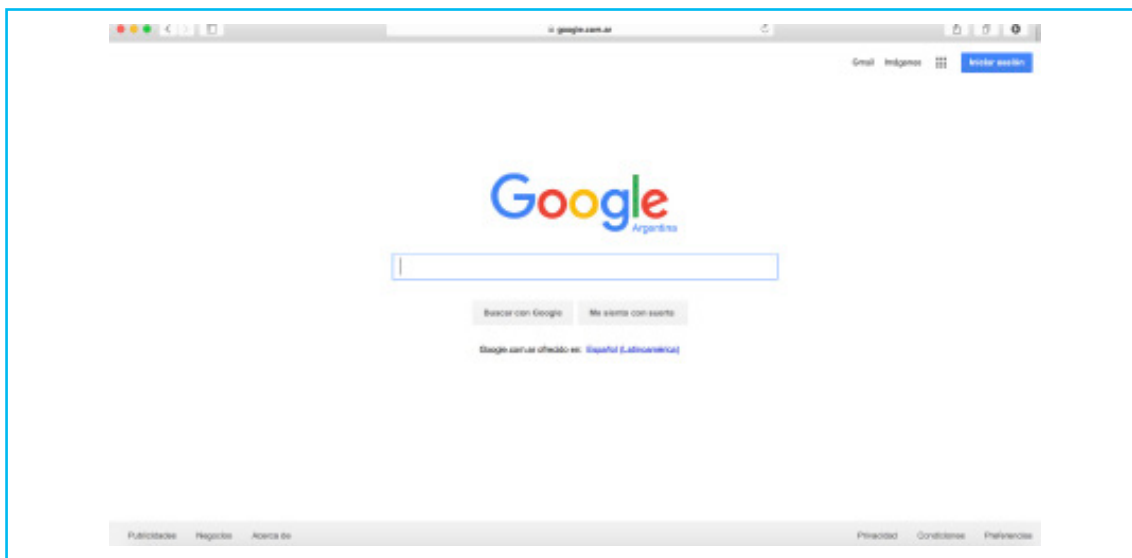 google.com.ar
Gmail Imágenes Iniciar sesión
Google
Argentina
Buscar con Google Me siento con suerte
Google.com.ar ofrecido en: Español (Latinoamérica)
Publicidades Negocios Acerca de Privacidad Condiciones Preferencias